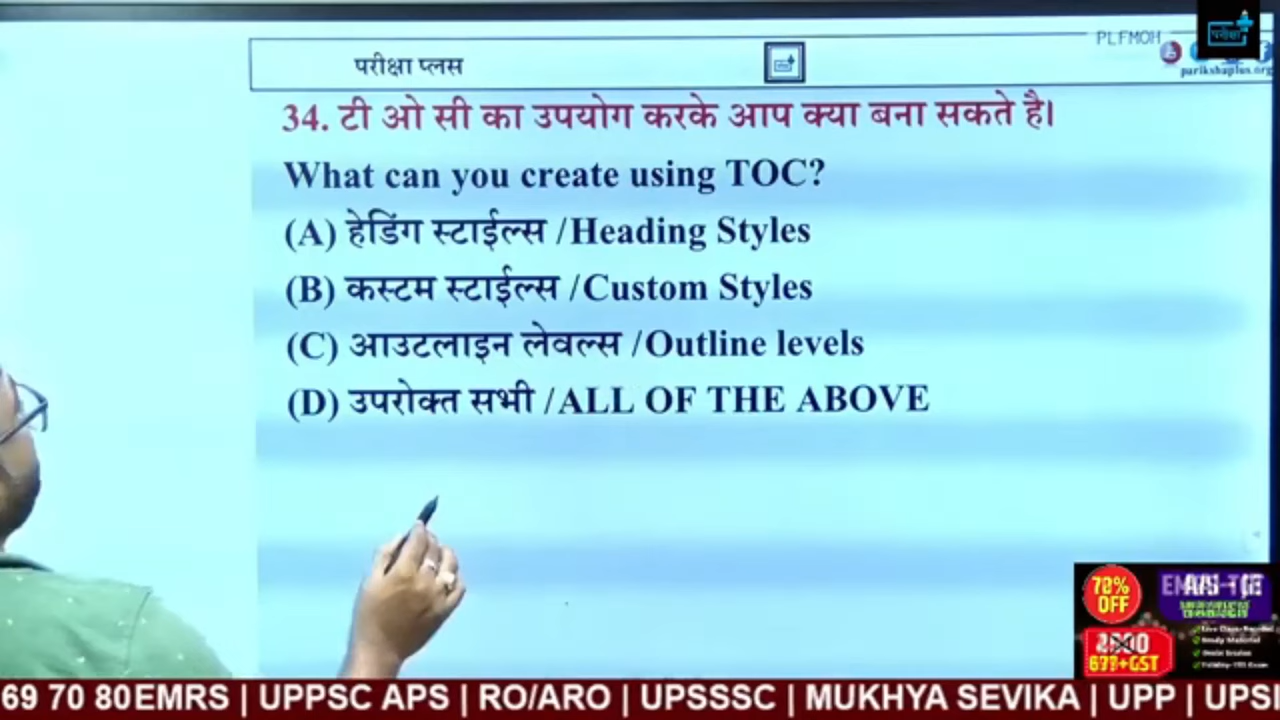 PLFMOH
परीक्षा प्लस
parikshaplus.org
34. टी ओ सी का उपयोग करके आप क्या बना सकते है।
What can you create using TOC?
(A) हेडिंग स्टाईल्स /Heading Styles
(B) कस्टम स्टाईल्स /Custom Styles
(C) आउटलाइन लेवल्स /Outline levels
(D) उपरोक्त सभी /ALL OF THE ABOVE
OFF
69 70 80EMRS | UPPSC APS | RO/ARO | UPSSSC | MUKHYA SEVIKA | UPP | UPS